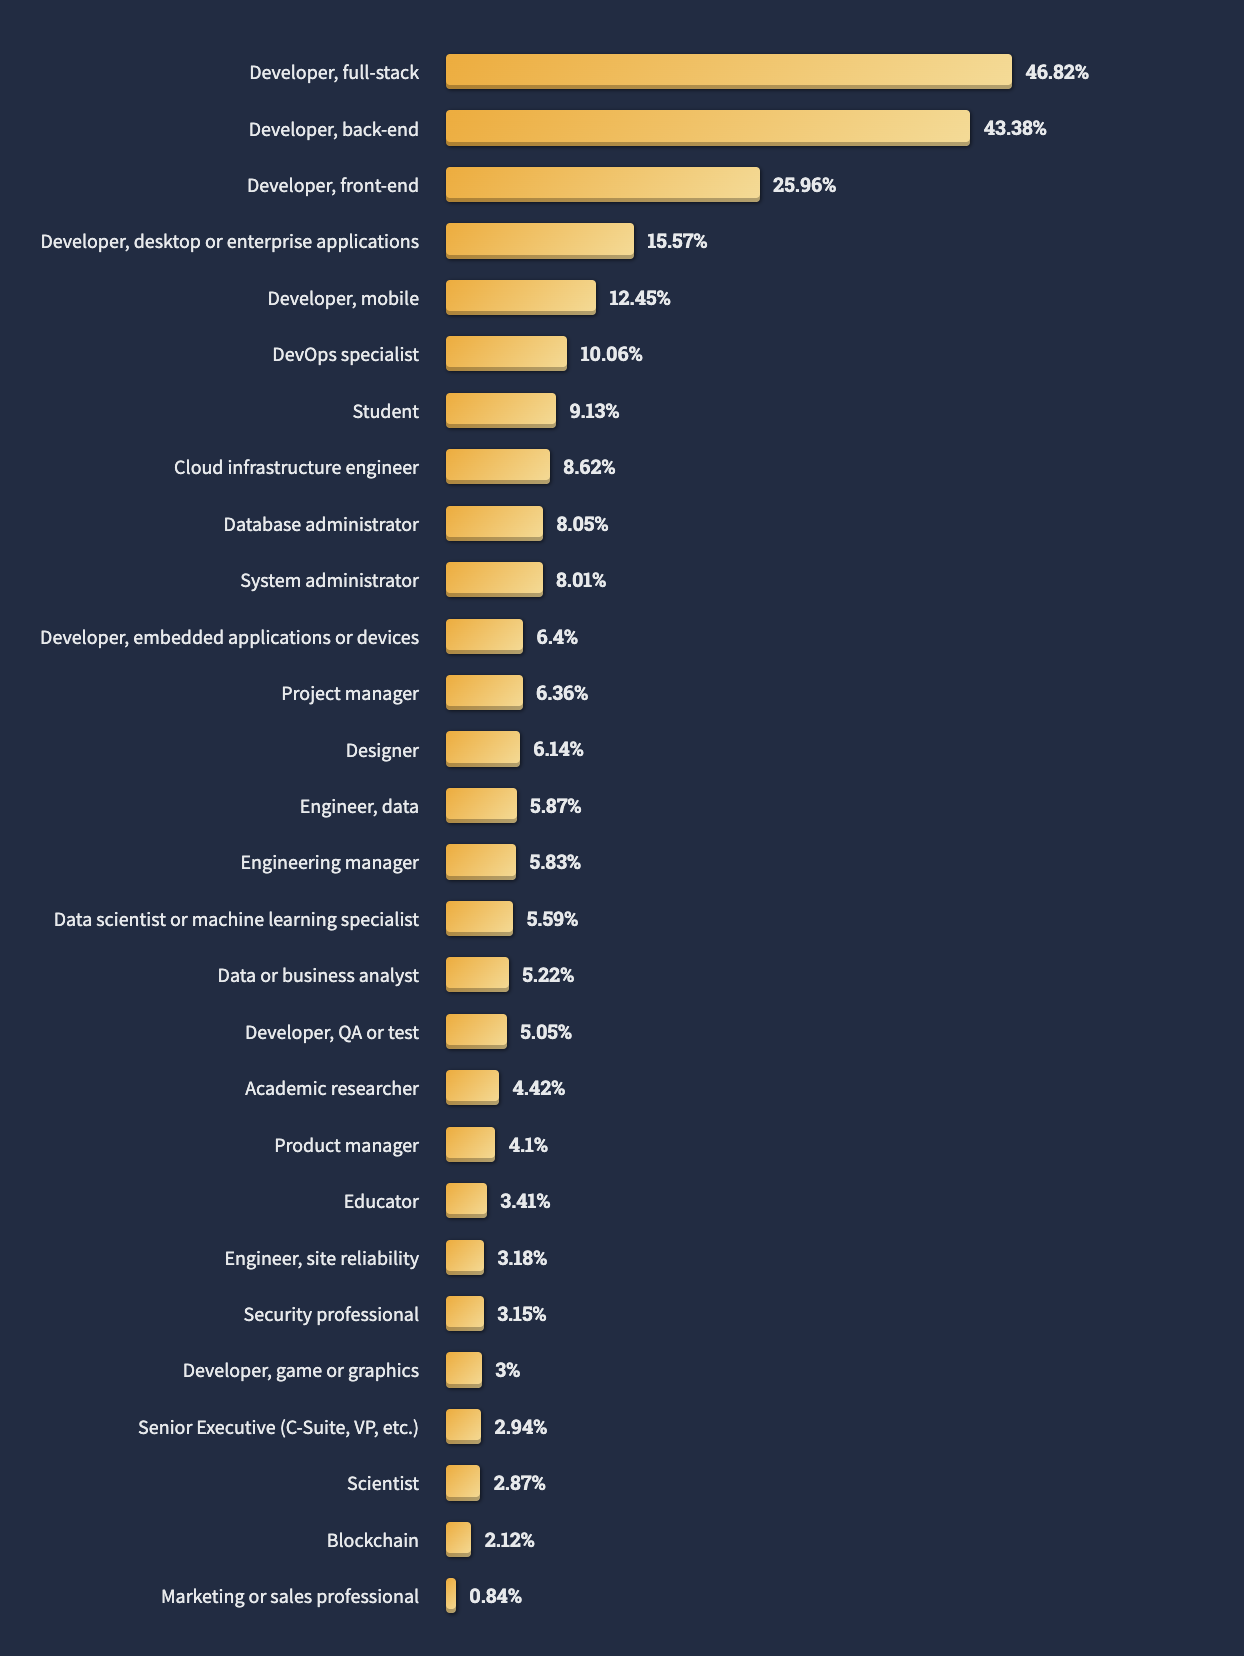 Developer, full-stack 46.82%
Developer, back-end 43.38%
Developer, front-end 25.96%
Developer, desktop or enterprise applications 15.57%
Developer, mobile 12.45%
DevOps specialist 10.06%
Student 9.13%
Cloud infrastructure engineer 8.62%
Database administrator 8.05%
System administrator 8.01%
Developer, embedded applications or devices 6.4%
Project manager 6.36%
Designer 6.14%
Engineer, data 5.87%
Engineering manager 5.83%
Data scientist or machine learning specialist 5.59%
Data or business analyst 5.22%
Developer, QA or test 5.05%
Academic researcher 4.42%
Product manager 4.1%
Educator 3.41%
Engineer, site reliability 3.18%
Security professional 3.15%
Developer, game or graphics 3%
Senior Executive (C-Suite, VP, etc.) 2.94%
Scientist 2.87%
Blockchain 2.12%
Marketing or sales professional 0.84%